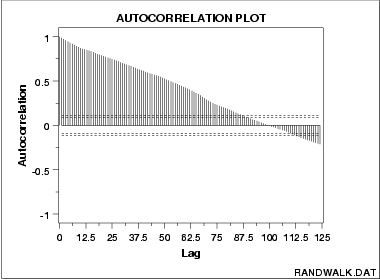 AUTOCORRELATION PLOT
1
0.5
0
-0.5
-1
Autocorrelation
0 12.5 25 37.5 50 62.5 75 87.5 100 112.5 125
Lag
RANDWALK.DAT